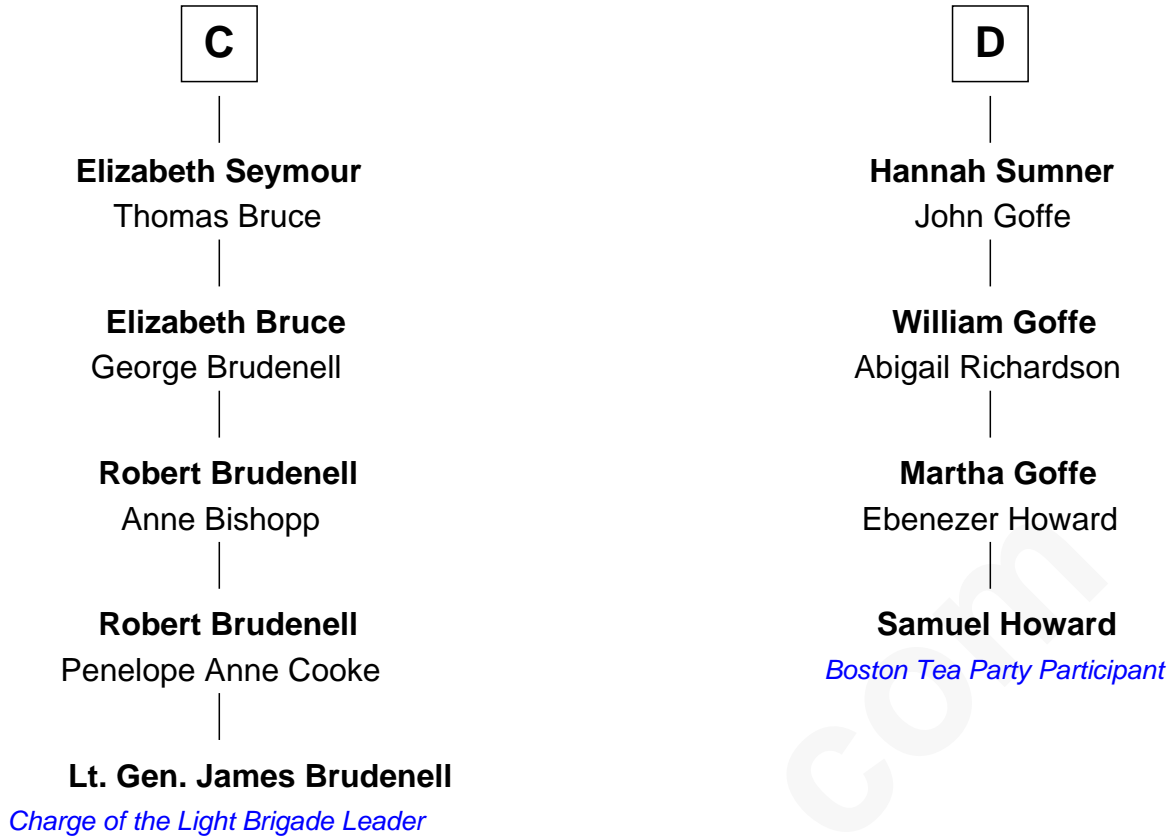 C
Elizabeth Seymour
Thomas Bruce
Elizabeth Bruce
George Brudenell
Robert Brudenell
Anne Bishopp
Robert Brudenell
Penelope Anne Cooke
Lt. Gen. James Brudenell
Charge of the Light Brigade Leader
D
Hannah Sumner
John Goffe
William Goffe
Abigail Richardson
Martha Goffe
Ebenezer Howard
Samuel Howard
Boston Tea Party Participant
com